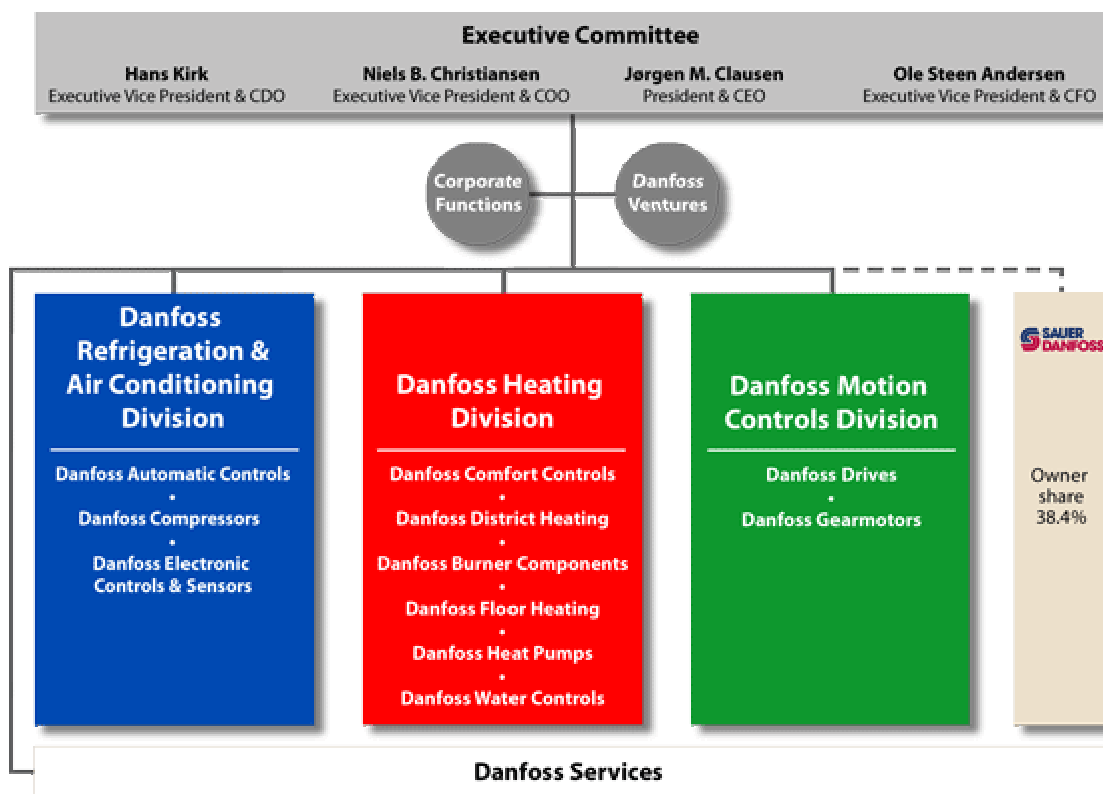 Executive Committee
Hans Kirk
Executive Vice President & CDO
Niels B. Christiansen
Executive Vice President & COO
Jørgen M. Clausen
President & CEO
Ole Steen Andersen
Executive Vice President & CFO
Corporate
Functions
Danfoss
Ventures
Danfoss
Refrigeration &
Air Conditioning
Division
Danfoss Automatic Controls
•
Danfoss Compressors
•
Danfoss Electronic
Controls & Sensors
Danfoss Heating
Division
Danfoss Comfort Controls
•
Danfoss District Heating
•
Danfoss Burner Components
•
Danfoss Floor Heating
•
Danfoss Heat Pumps
•
Danfoss Water Controls
Danfoss Motion
Controls Division
Danfoss Drives
•
Danfoss Gearmotors
SAUER
DANFOSS
Owner
share
38.4%
Danfoss Services